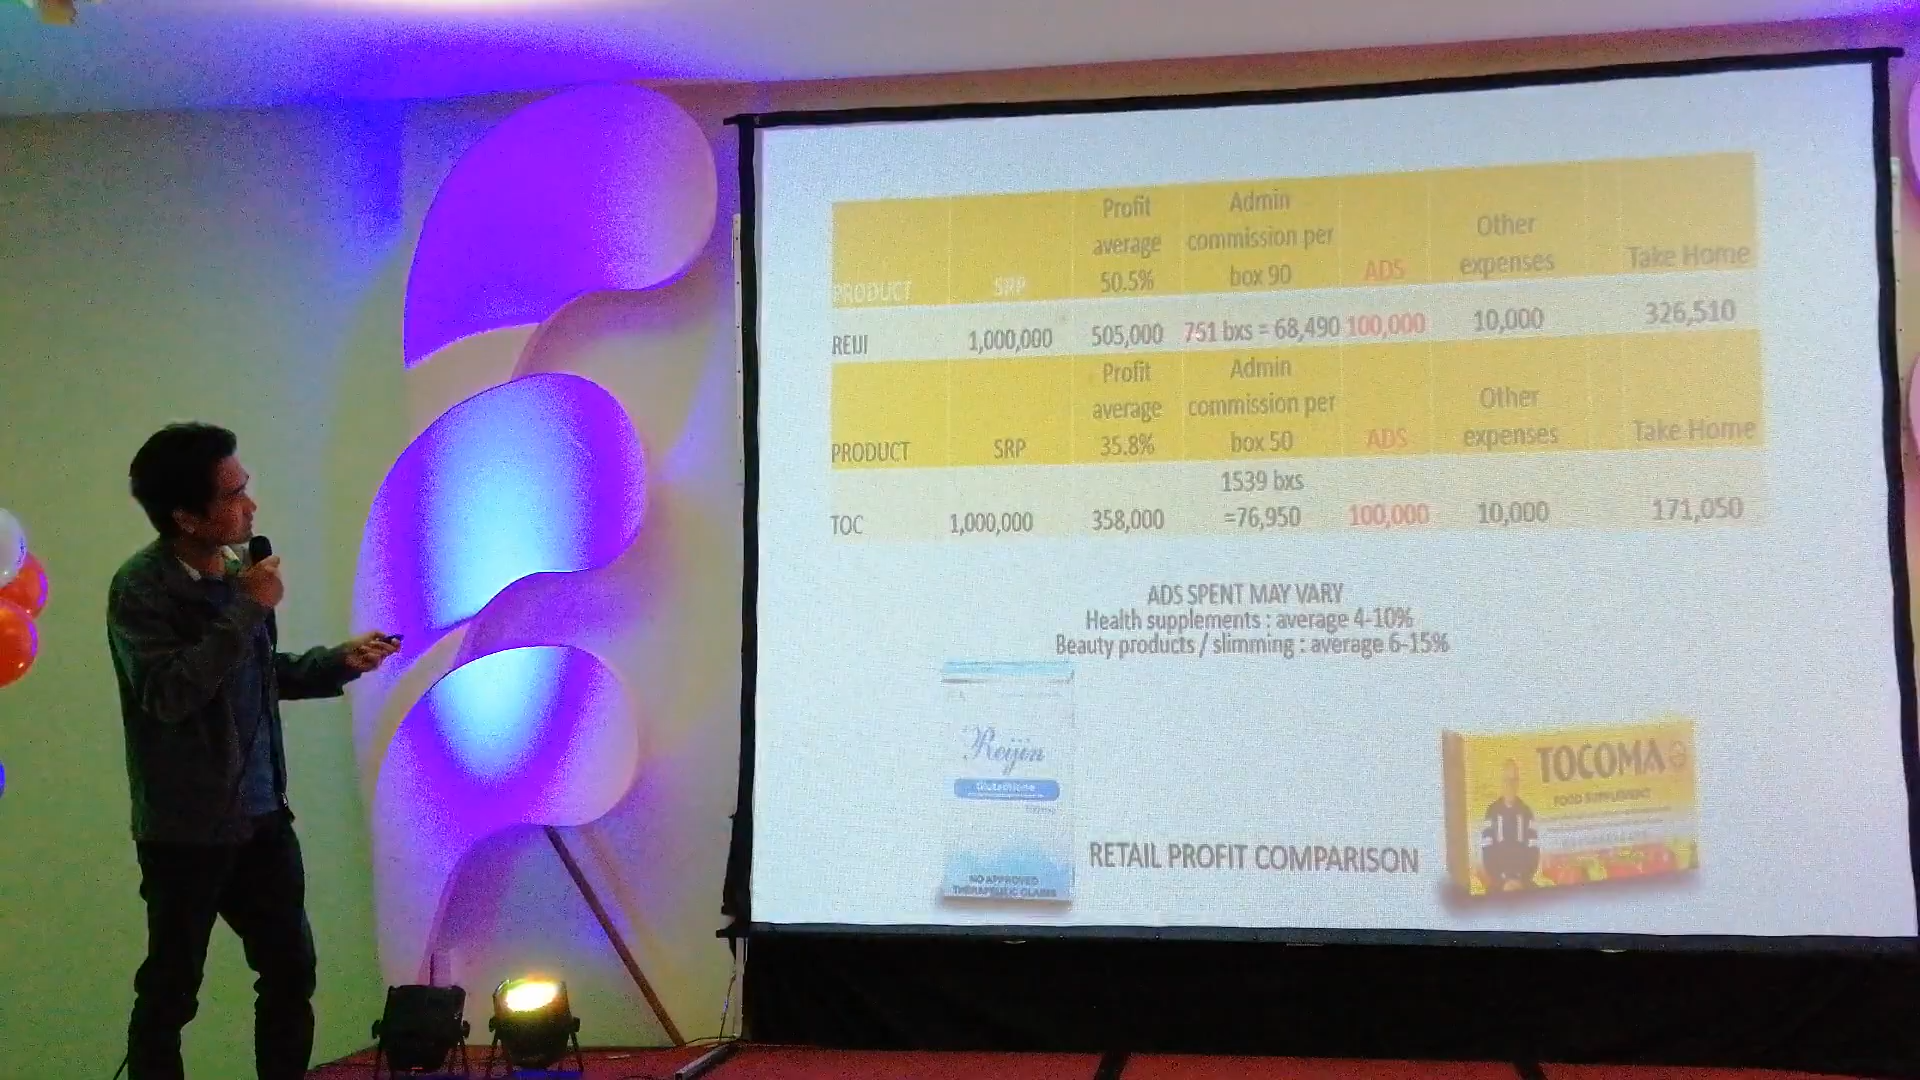 PRODUCT SRP Profit average 50.5% Admin commission per box 90 ADS Other expenses Take Home
REIJI 1,000,000 505,000 751 bxs = 68,490 100,000 10,000 326,510
PRODUCT SRP Profit average 35.8% Admin commission per box 50 ADS Other expenses Take Home
TOC 1,000,000 358,000 1539 bxs =76,950 100,000 10,000 171,050
ADS SPENT MAY VARY
Health supplements : average 4-10%
Beauty products / slimming : average 6-15%
Reijin
Glutathione
NO APPROVED
THERAPEUTIC CLAIMS
RETAIL PROFIT COMPARISON
TOCOMA
FOOD SUPPLEMENT